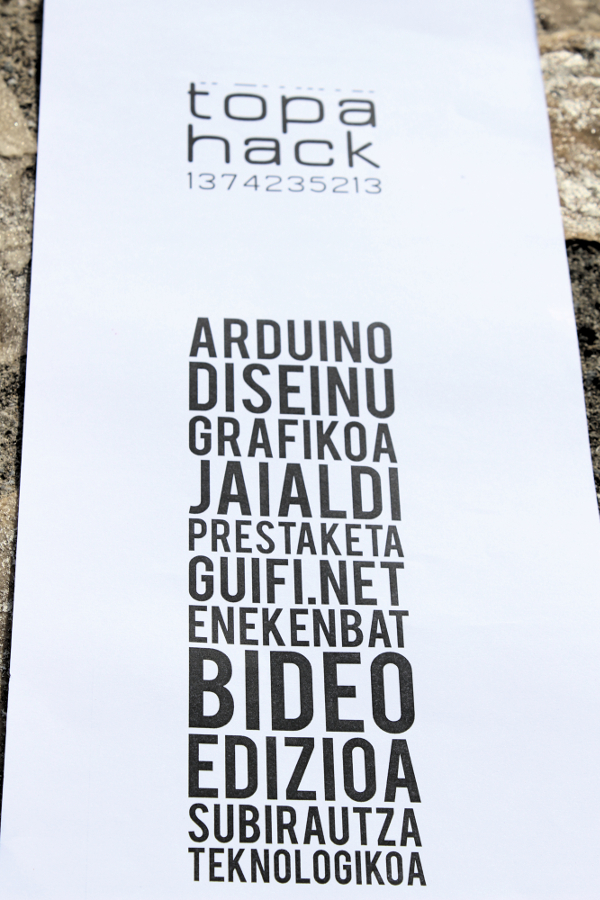 topa
hack
1374235213
ARDUINO
DISEINU
GRAFIKOA
JAIALDI
PRESTAKETA
GUIFI.NET
ENEKENBAT
BIDEO
EDIZIOA
SUBIRAUTZA
TEKNOLOGIKOA